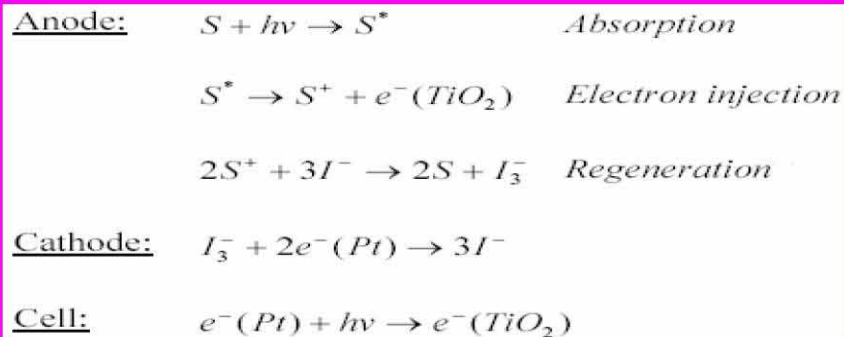 Anode: S + hν → S* Absorption
S* → S⁺ + e⁻(TiO₂) Electron injection
2S⁺ + 3I⁻ → 2S + I₃⁻ Regeneration
Cathode: I₃⁻ + 2e⁻(Pt) → 3I⁻
Cell: e⁻(Pt) + hν → e⁻(TiO₂)